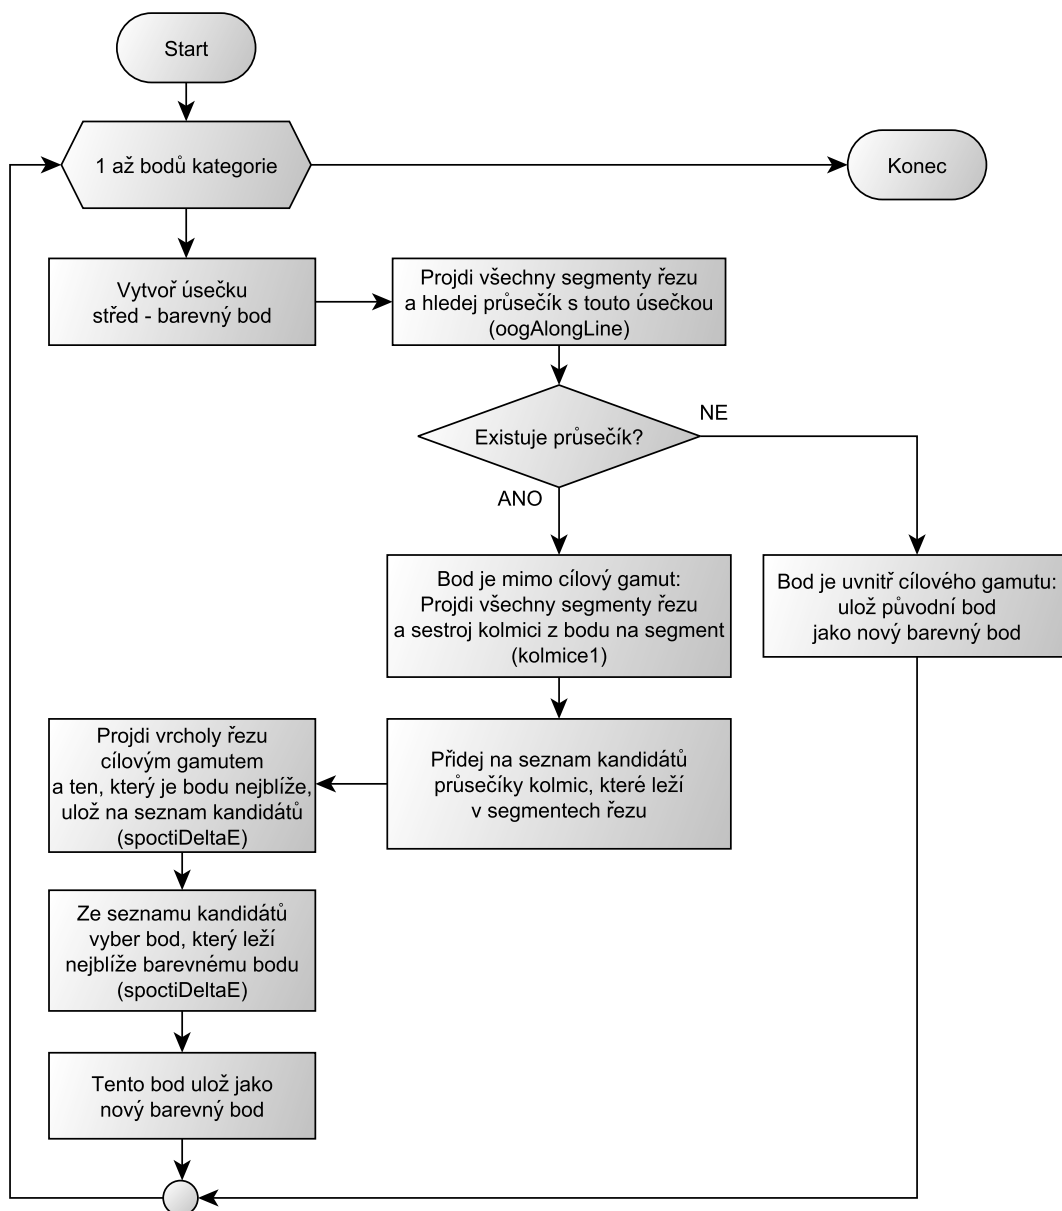 Start
1 až bodů kategorie
Konec
Vytvoř úsečku
střed - barevný bod
Projdi všechny segmenty řezu
a hledej průsečík s touto úsečkou
(oogAlongLine)
Existuje průsečík?
NE
ANO
Bod je mimo cílový gamut:
Projdi všechny segmenty řezu
a sestroj kolmici z bodu na segment
(kolmice1)
Bod je uvnitř cílového gamutu:
ulož původní bod
jako nový barevný bod
Přidej na seznam kandidátů
průsečíky kolmic, které leží
v segmentech řezu
Projdi vrcholy řezu
cílovým gamutem
a ten, který je bodu nejblíže,
ulož na seznam kandidátů
(spoctiDeltaE)
Ze seznamu kandidátů
vyber bod, který leží
nejblíže barevnému bodu
(spoctiDeltaE)
Tento bod ulož jako
nový barevný bod